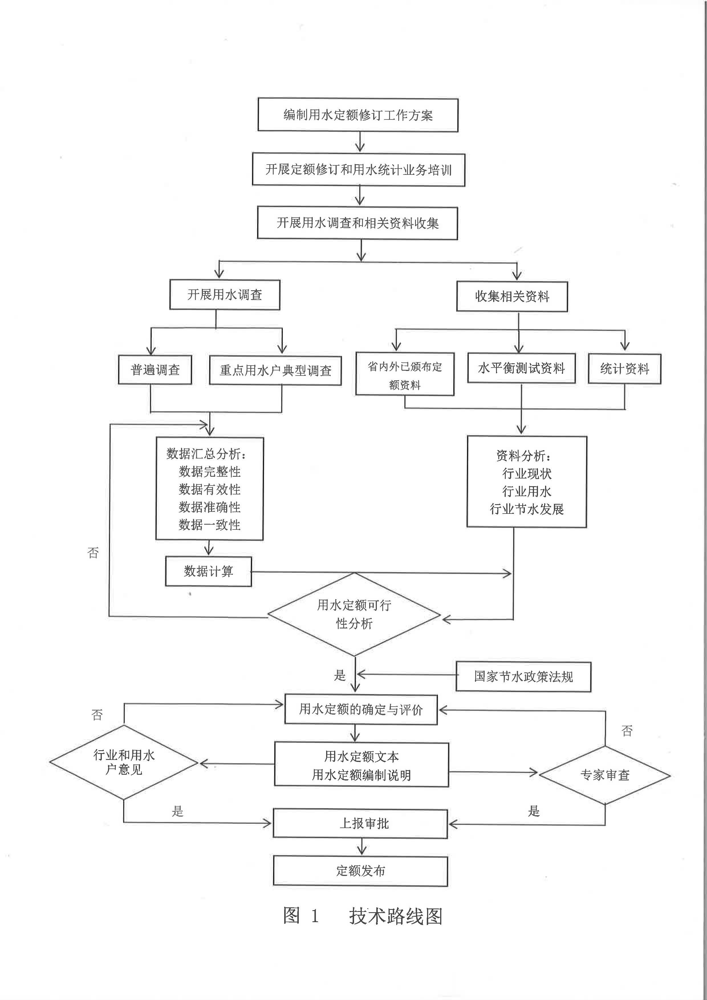 编制用水定额修订工作方案
开展定额修订和用水统计业务培训
开展用水调查和相关资料收集
开展用水调查
收集相关资料
普遍调查
重点用水户典型调查
省内外已颁布定
额资料
水平衡测试资料
统计资料
数据汇总分析：
数据完整性
数据有效性
数据准确性
数据一致性
资料分析：
行业现状
行业用水
行业节水发展
否
数据计算
用水定额可行
性分析
是
国家节水政策法规
用水定额的确定与评价
否
否
行业和用水
户意见
用水定额文本
用水定额编制说明
专家审查
是
是
上报审批
定额发布
图 1 技术路线图